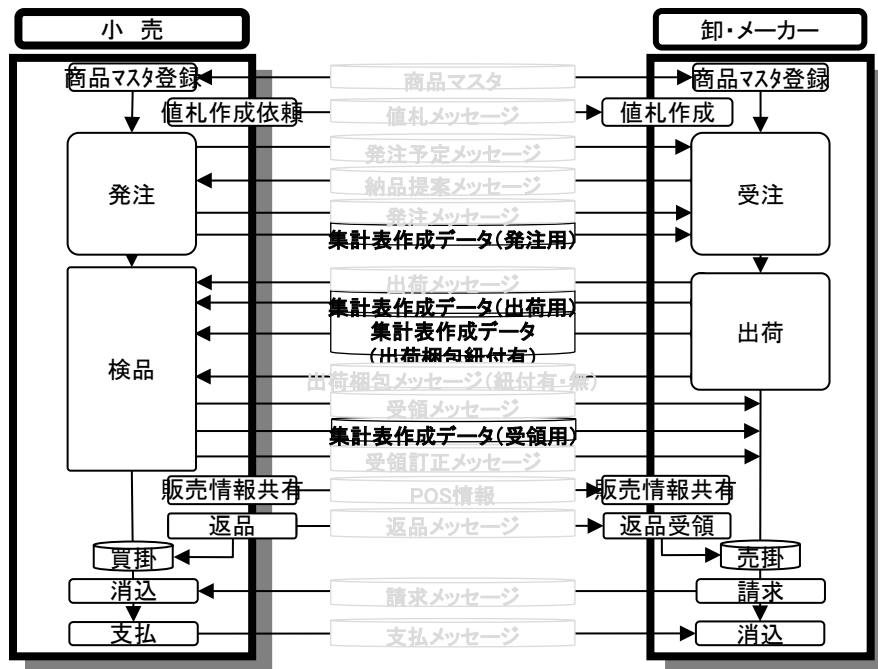 小 売
卸・メーカー
商品マスタ登録
商品マスタ
商品マスタ登録
値札作成依頼
値札メッセージ
値札作成
発注予定メッセージ
発注
納品提案メッセージ
受注
発注メッセージ
集計表作成データ(発注用)
出荷メッセージ
集計表作成データ(出荷用)
集計表作成データ
(出荷梱包紐付有)
出荷
検品
出荷梱包メッセージ(紐付有・無)
受領メッセージ
集計表作成データ(受領用)
受領訂正メッセージ
販売情報共有
POS情報
販売情報共有
返品
返品メッセージ
返品受領
買掛
売掛
消込
請求メッセージ
請求
支払
支払メッセージ
消込